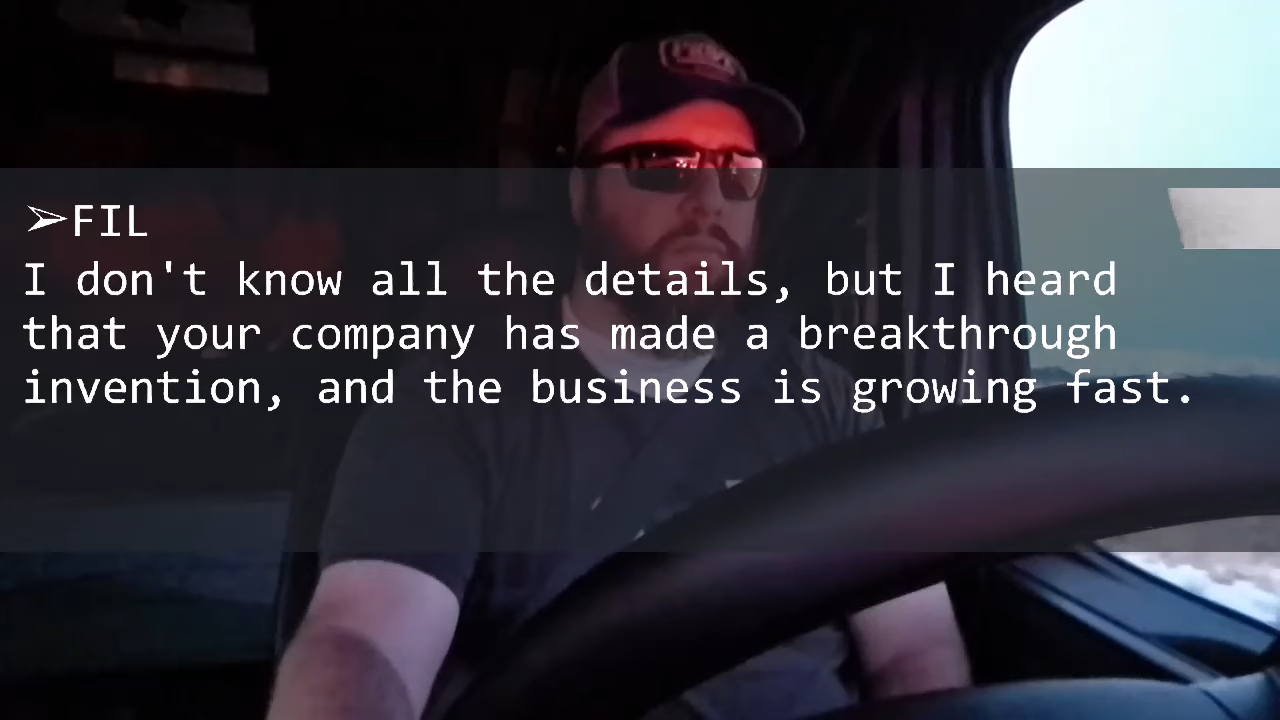 ➢FIL
I don't know all the details, but I heard
that your company has made a breakthrough
invention, and the business is growing fast.